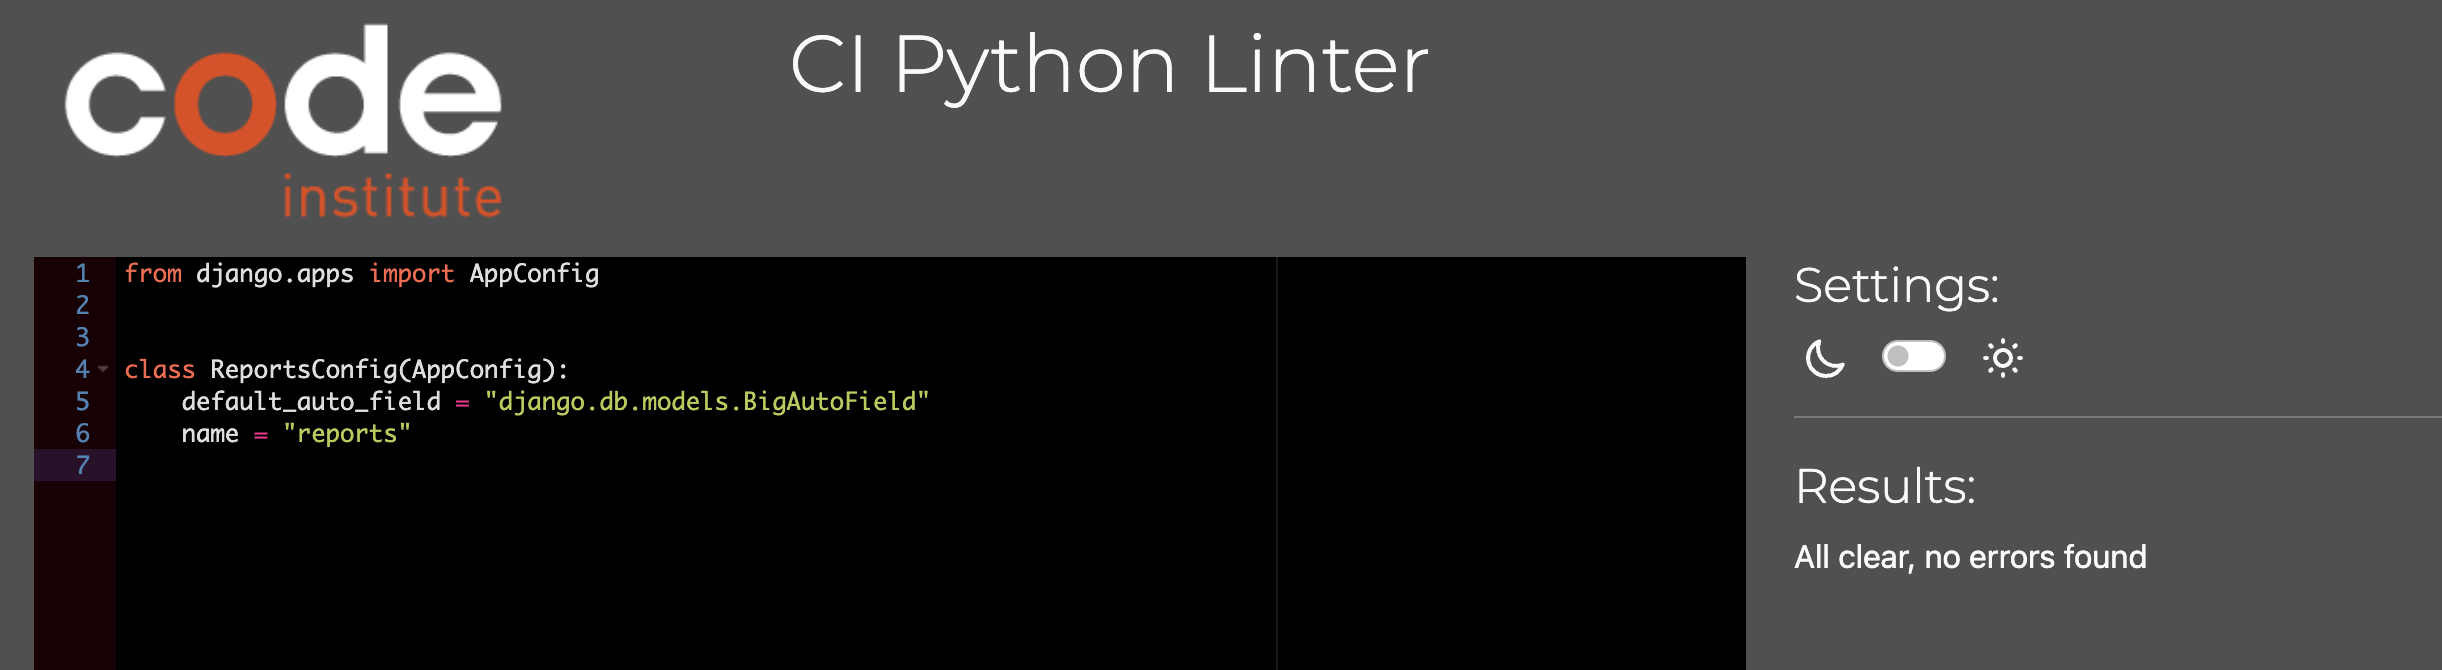 code
institute
CI Python Linter
1 from django.apps import AppConfig
2
3
4 class ReportsConfig(AppConfig):
5     default_auto_field = "django.db.models.BigAutoField"
6     name = "reports"
7
Settings:
Results:
All clear, no errors found